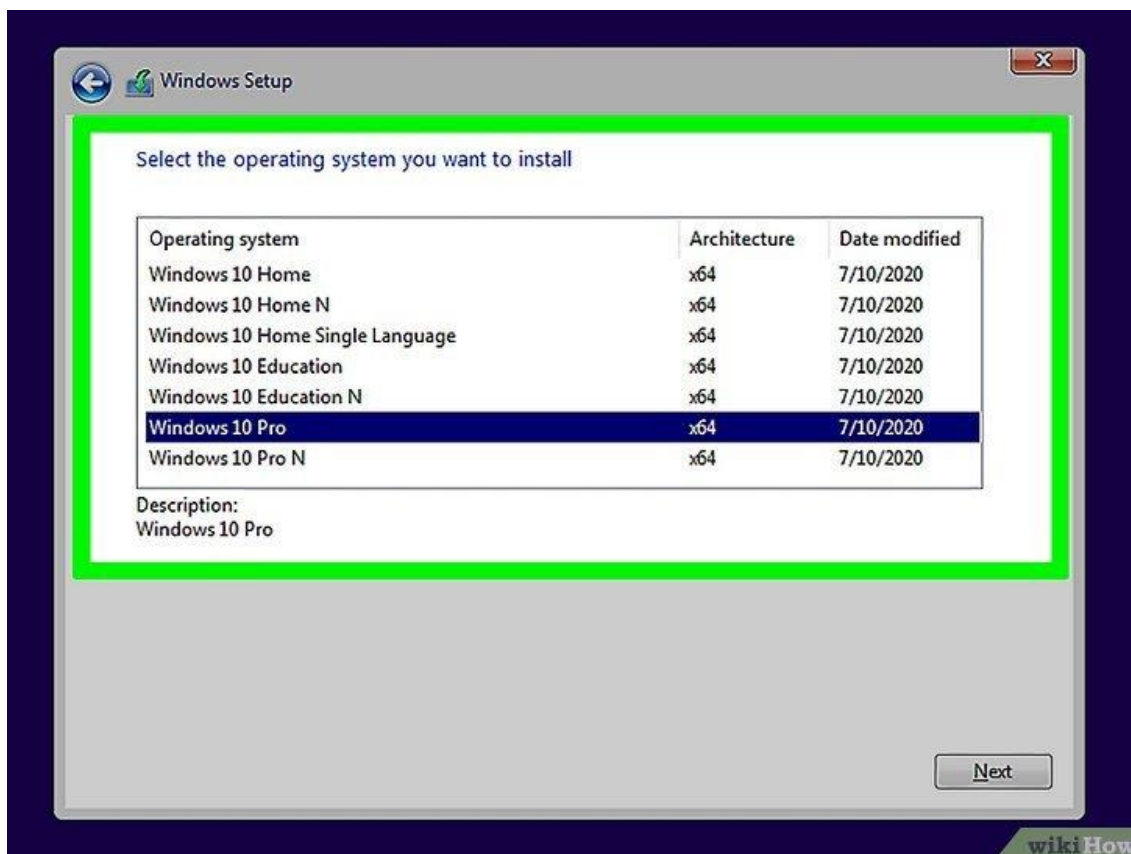 Windows Setup
Select the operating system you want to install
Operating system Architecture Date modified
Windows 10 Home x64 7/10/2020
Windows 10 Home N x64 7/10/2020
Windows 10 Home Single Language x64 7/10/2020
Windows 10 Education x64 7/10/2020
Windows 10 Education N x64 7/10/2020
Windows 10 Pro x64 7/10/2020
Windows 10 Pro N x64 7/10/2020
Description:
Windows 10 Pro
Next
wikiHow